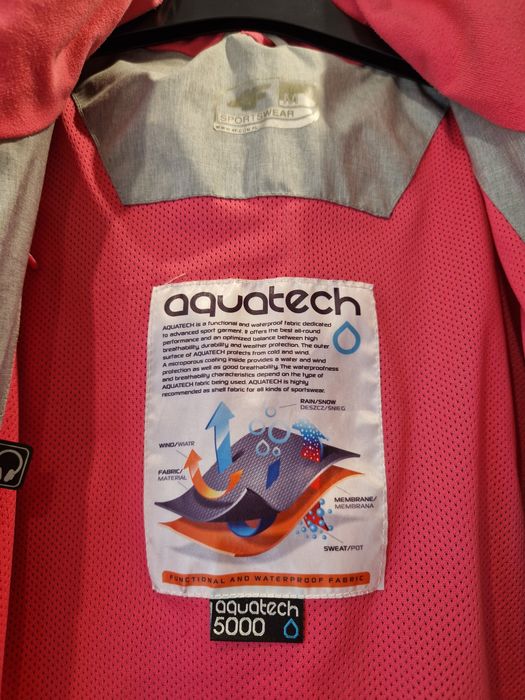 4F
M
SPORTSWEAR
aquatech
AQUATECH is a functional and waterproof fabric dedicated
to advanced sport garment. It offers the best all-round
performance and an optimized balance between high
breathability, durability and weather protection. The outer
surface of AQUATECH protects from cold and wind.
A microporous coating inside provides a water and wind
protection as well as good breathability. The waterproofness
and breathability characteristics depend on the type of
AQUATECH fabric being used. AQUATECH is highly
recommended as shell fabric for all kinds of sportswear.
RAIN/SNOW
DESZCZ/ŚNIEG
WIND/WIATR
FABRIC/
MATERIAŁ
MEMBRANE/
MEMBRANA
SWEAT/POT
FUNCTIONAL AND WATERPROOF FABRIC
aquatech
5000